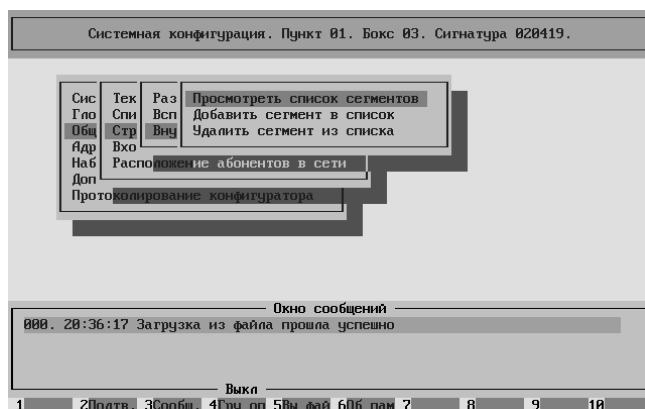 Системная конфигурация. Пункт 01. Бокс 03. Сигнатура 020419.
Сис Тек Раз Просмотреть список сегментов
Гло Спи Всп Добавить сегмент в список
Общ Стр Вну Удалить сегмент из списка
Адр Вхо
Наб Расположение абонентов в сети
Доп
Протоколирование конфигуратора
Окно сообщений
000. 20:36:17 Загрузка из файла прошла успешно
Выкл
1 2Подтв. 3Сообщ. 4Гру оп 5Вы фай 6Об пам 7 8 9 10